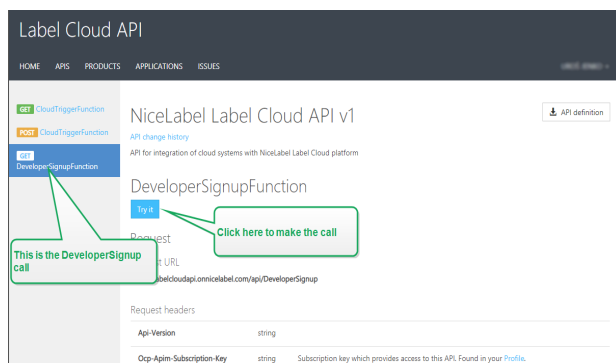 Label Cloud API
HOME APIS PRODUCTS APPLICATIONS ISSUES
GET CloudTriggerFunction
POST CloudTriggerFunction
GET
DeveloperSignupFunction
NiceLabel Label Cloud API v1
API definition
API change history
API for integration of cloud systems with NiceLabel Label Cloud platform
DeveloperSignupFunction
Try it
Click here to make the call
This is the DeveloperSignup
call
Request
URL
labelcloudapi.onnicelabel.com/api/DeveloperSignup
Request headers
Api-Version string
Ocp-Apim-Subscription-Key string Subscription key which provides access to this API. Found in your Profile.